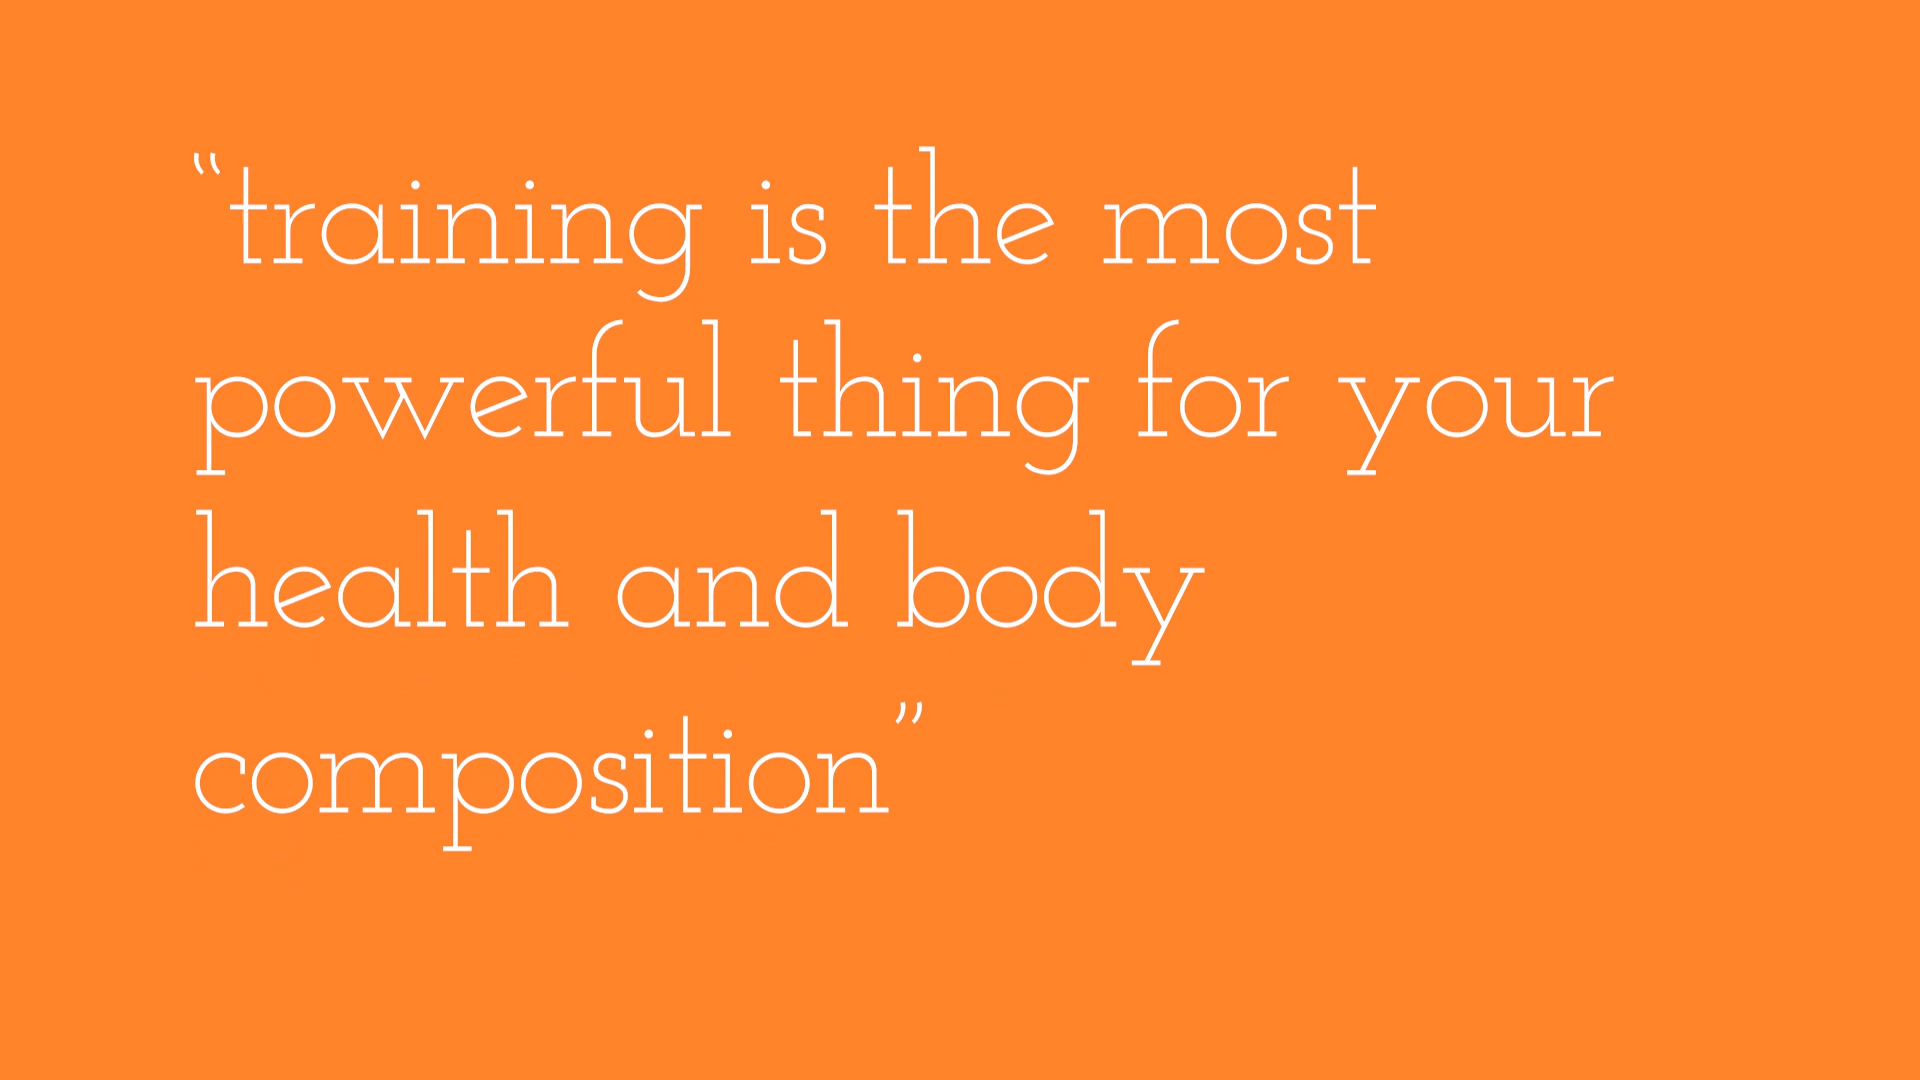 “training is the most
powerful thing for your
health and body
composition”